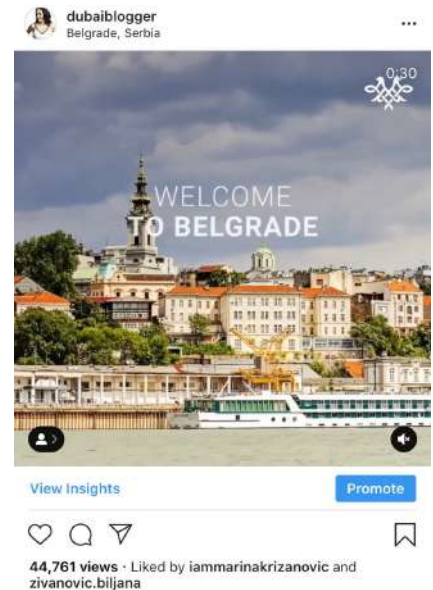 dubaiblogger
Belgrade, Serbia
0:30
WELCOME
TO BELGRADE
View Insights
Promote
44,761 views · Liked by iammarinakrizanovic and
zivanovic.biljana